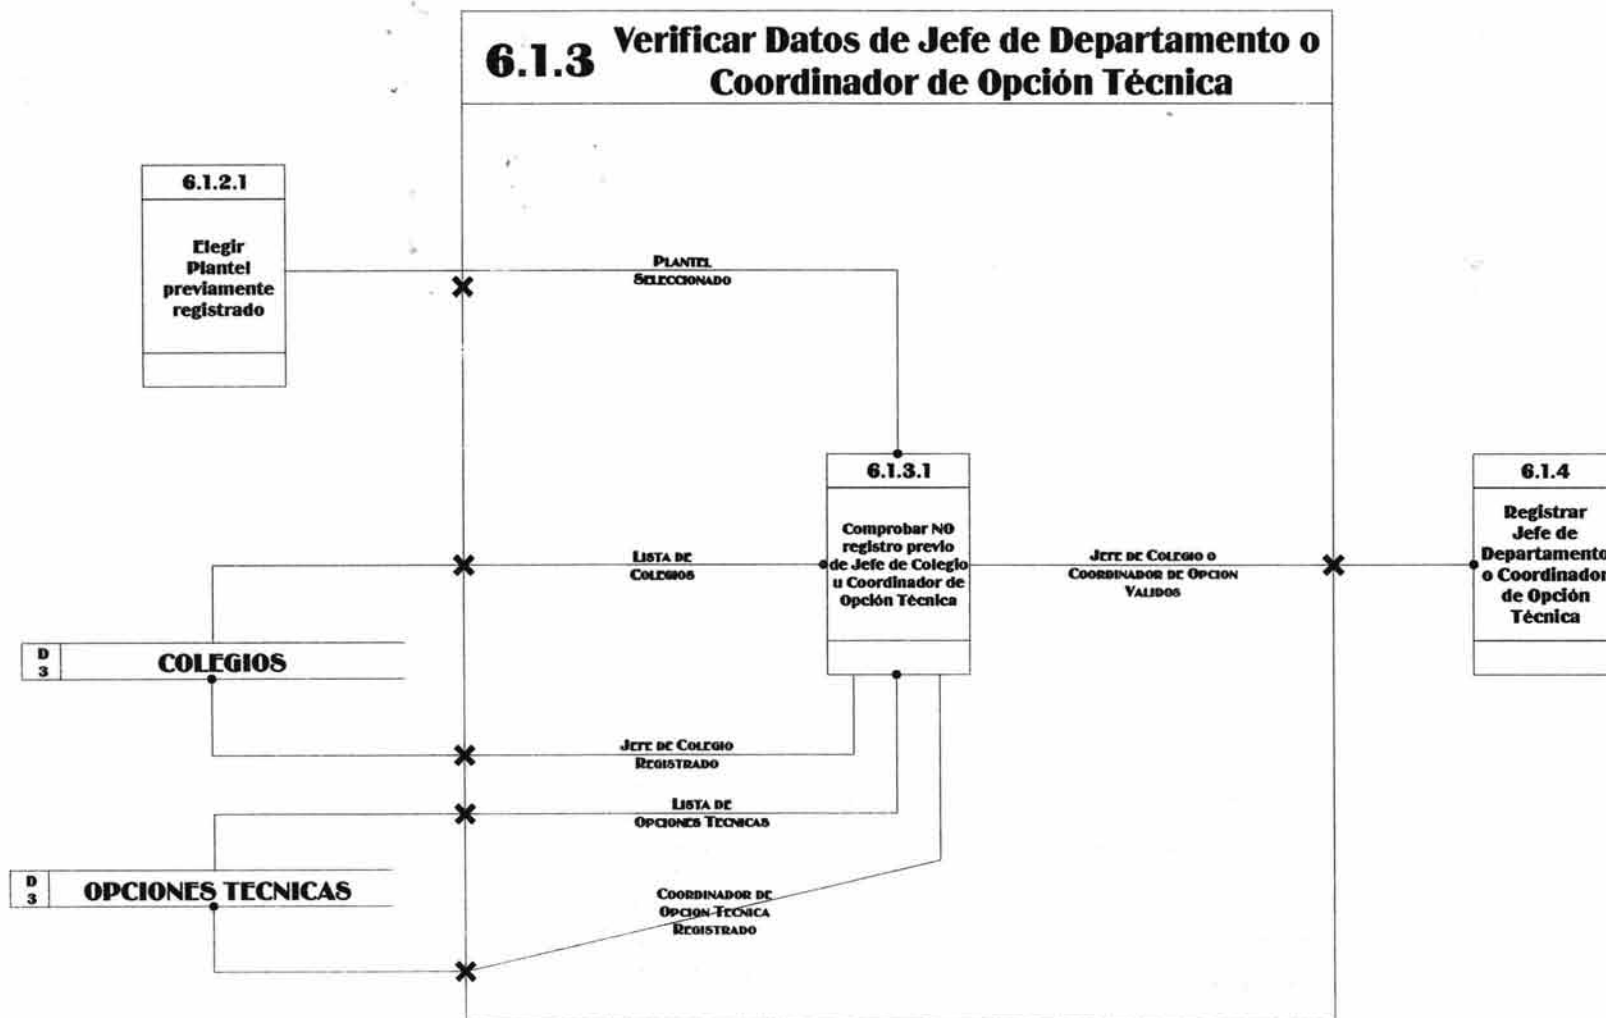 6.1.3
Verificar Datos de Jefe de Departamento o
Coordinador de Opción Técnica
6.1.2.1
Elegir
Plantel
previamente
registrado
PLANTEL
SELECCIONADO
6.1.3.1
Comprobar NO
registro previo
de Jefe de Colegio
u Coordinador de
Opción Técnica
LISTA DE
COLEGIOS
JEFE DE COLEGIO O
COORDINADOR DE OPCION
VALIDOS
6.1.4
Registrar
Jefe de
Departamento
o Coordinador
de Opción
Técnica
D
3
COLEGIOS
JEFE DE COLEGIO
REGISTRADO
LISTA DE
OPCIONES TECNICAS
D
3
OPCIONES TECNICAS
COORDINADOR DE
OPCION TECNICA
REGISTRADO